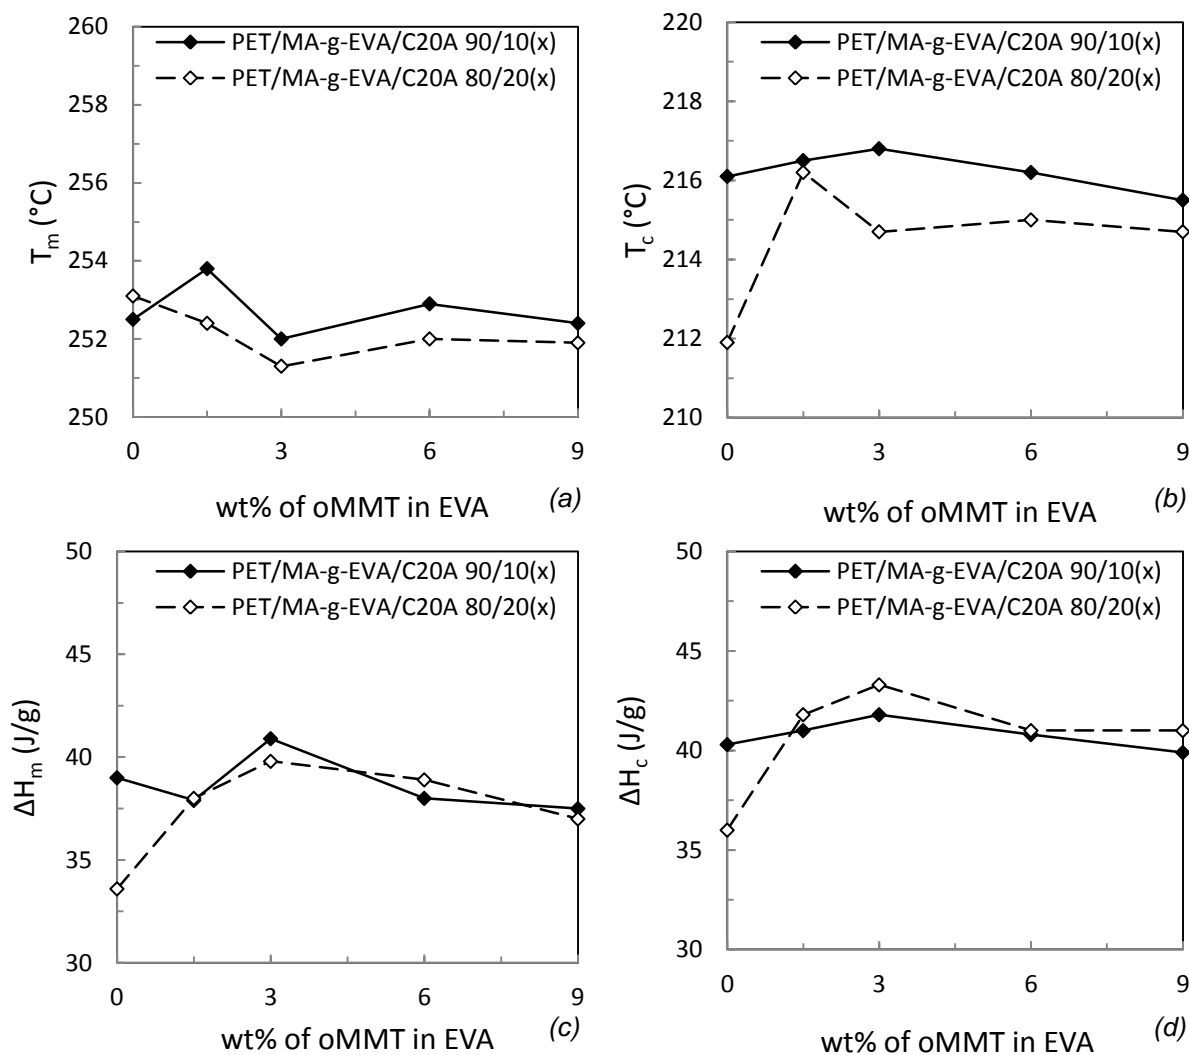 260
258
256
254
252
250
T_m (°C)
PET/MA-g-EVA/C20A 90/10(x)
PET/MA-g-EVA/C20A 80/20(x)
0 3 6 9
wt% of oMMT in EVA (a)
220
218
216
214
212
210
T_c (°C)
PET/MA-g-EVA/C20A 90/10(x)
PET/MA-g-EVA/C20A 80/20(x)
0 3 6 9
wt% of oMMT in EVA (b)
50
45
40
35
30
ΔH_m (J/g)
PET/MA-g-EVA/C20A 90/10(x)
PET/MA-g-EVA/C20A 80/20(x)
0 3 6 9
wt% of oMMT in EVA (c)
50
45
40
35
30
ΔH_c (J/g)
PET/MA-g-EVA/C20A 90/10(x)
PET/MA-g-EVA/C20A 80/20(x)
0 3 6 9
wt% of oMMT in EVA (d)